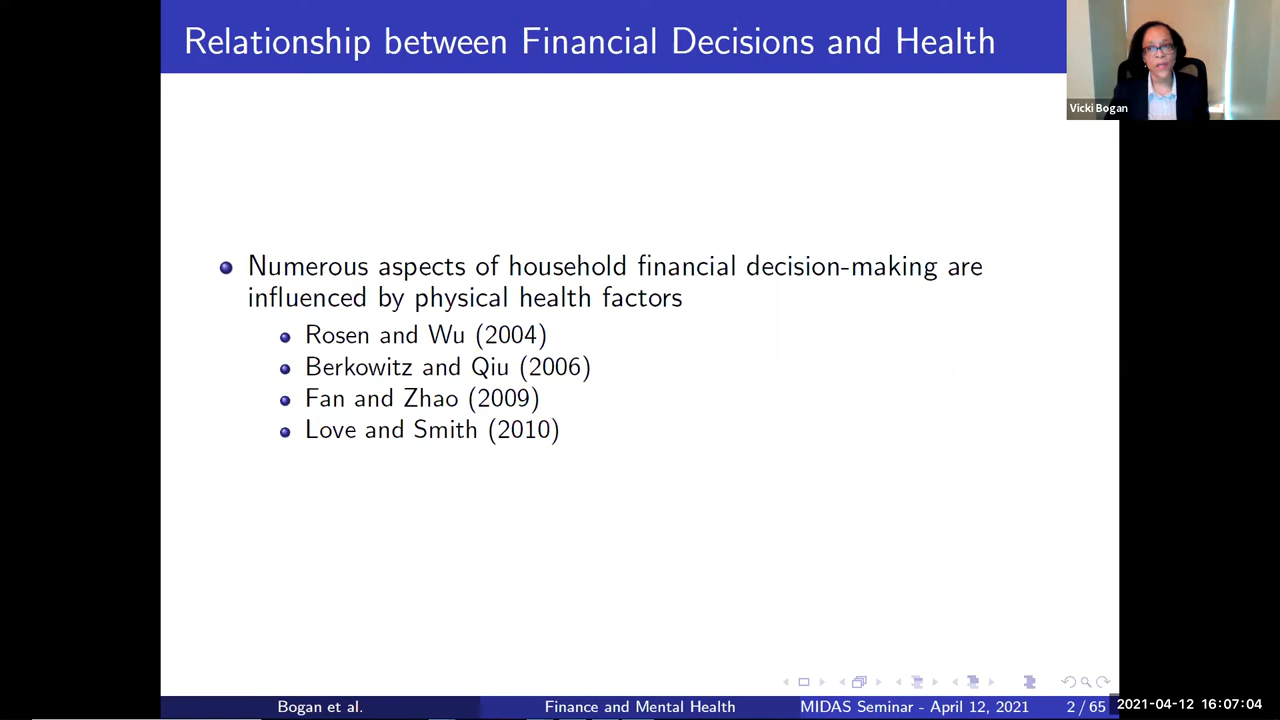 Relationship between Financial Decisions and Health
Vicki Bogan
Numerous aspects of household financial decision-making are
influenced by physical health factors
Rosen and Wu (2004)
Berkowitz and Qiu (2006)
Fan and Zhao (2009)
Love and Smith (2010)
Bogan et al.
Finance and Mental Health
MIDAS Seminar - April 12, 2021
2 / 65
2021-04-12 16:07:04